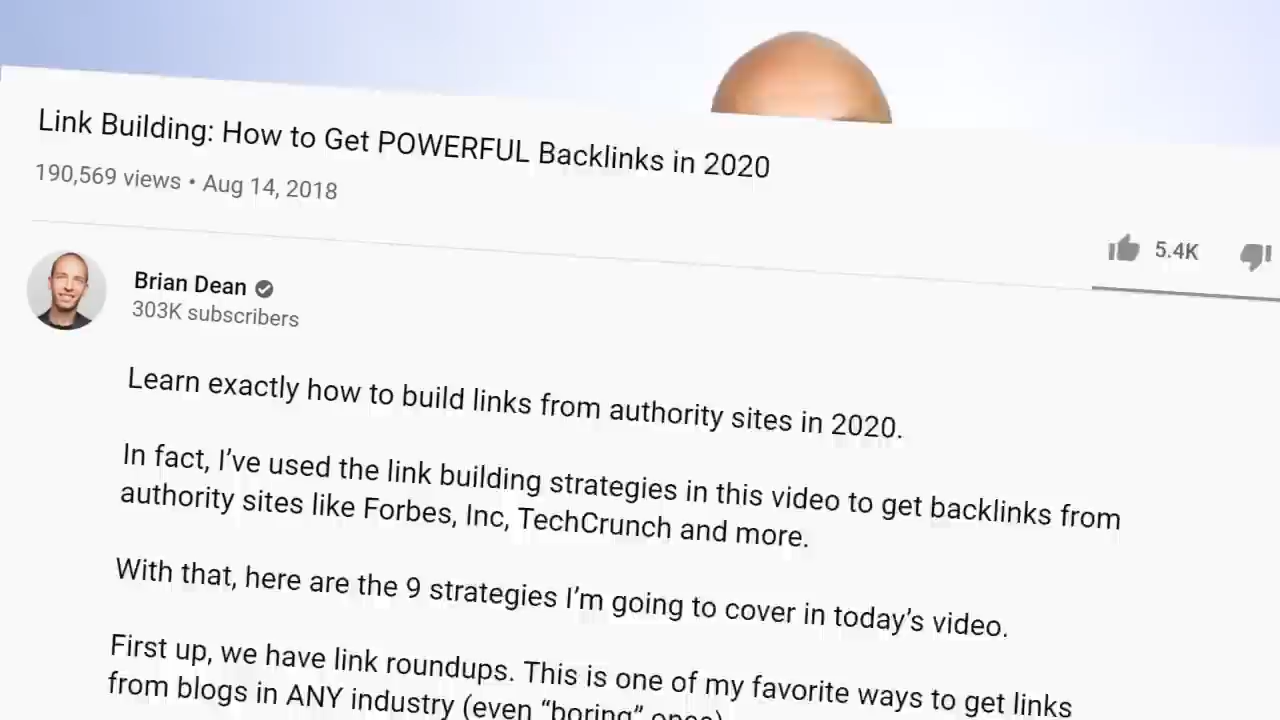 Link Building: How to Get POWERFUL Backlinks in 2020
190,569 views • Aug 14, 2018
5.4K
Brian Dean
303K subscribers
Learn exactly how to build links from authority sites in 2020.
In fact, I’ve used the link building strategies in this video to get backlinks from
authority sites like Forbes, Inc, TechCrunch and more.
With that, here are the 9 strategies I’m going to cover in today’s video.
First up, we have link roundups. This is one of my favorite ways to get links
from blogs in ANY industry (even “boring” ones)